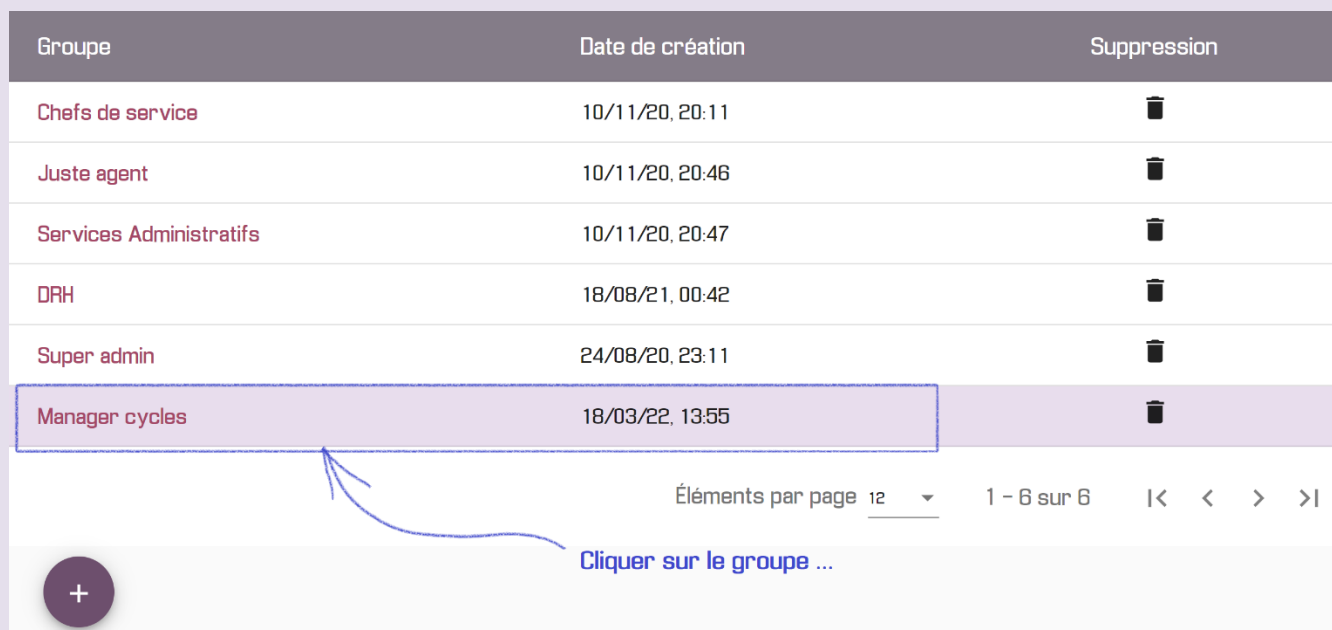 Groupe Date de création Suppression
Chefs de service 10/11/20, 20:11
Juste agent 10/11/20, 20:46
Services Administratifs 10/11/20, 20:47
DRH 18/08/21, 00:42
Super admin 24/08/20, 23:11
Manager cycles 18/03/22, 13:55
Éléments par page 12 1 – 6 sur 6
Cliquer sur le groupe ...
+